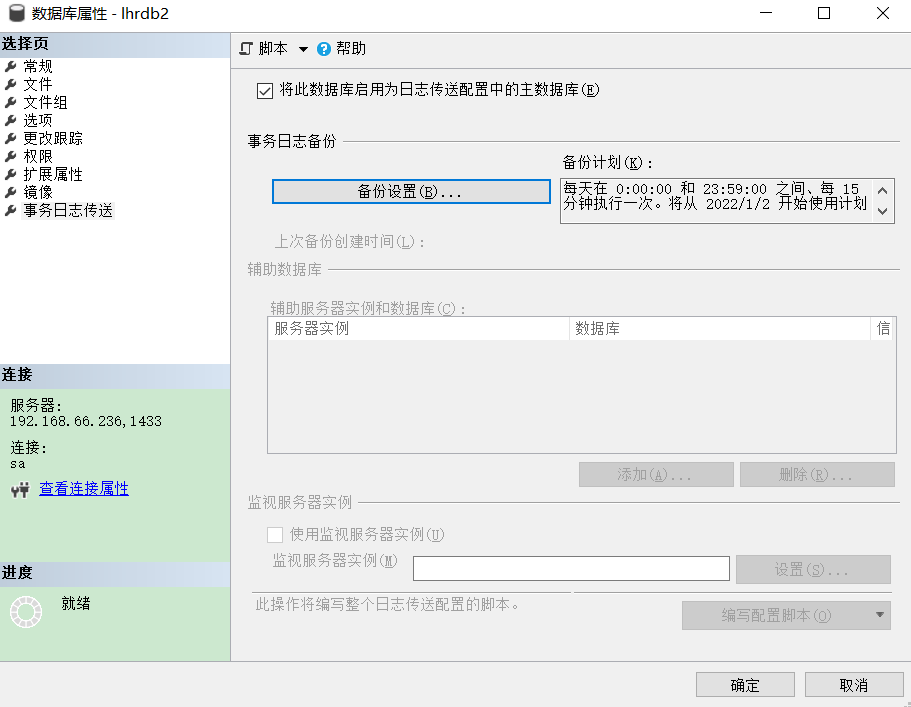 数据库属性 - lhrdb2
选择页
常规
文件
文件组
选项
更改跟踪
权限
扩展属性
镜像
事务日志传送
连接
服务器:
192.168.66.236,1433
连接:
sa
查看连接属性
进度
就绪
脚本
帮助
将此数据库启用为日志传送配置中的主数据库(E)
事务日志备份
备份计划(K):
备份设置(B)...
每天在 0:00:00 和 23:59:00 之间、每 15
分钟执行一次。将从 2022/1/2 开始使用计划
上次备份创建时间(L):
辅助数据库
辅助服务器实例和数据库(C):
服务器实例 数据库 信
添加(A)... 删除(R)...
监视服务器实例
使用监视服务器实例(U)
监视服务器实例(M)
设置(S)...
此操作将编写整个日志传送配置的脚本。
编写配置脚本(O)
确定 取消